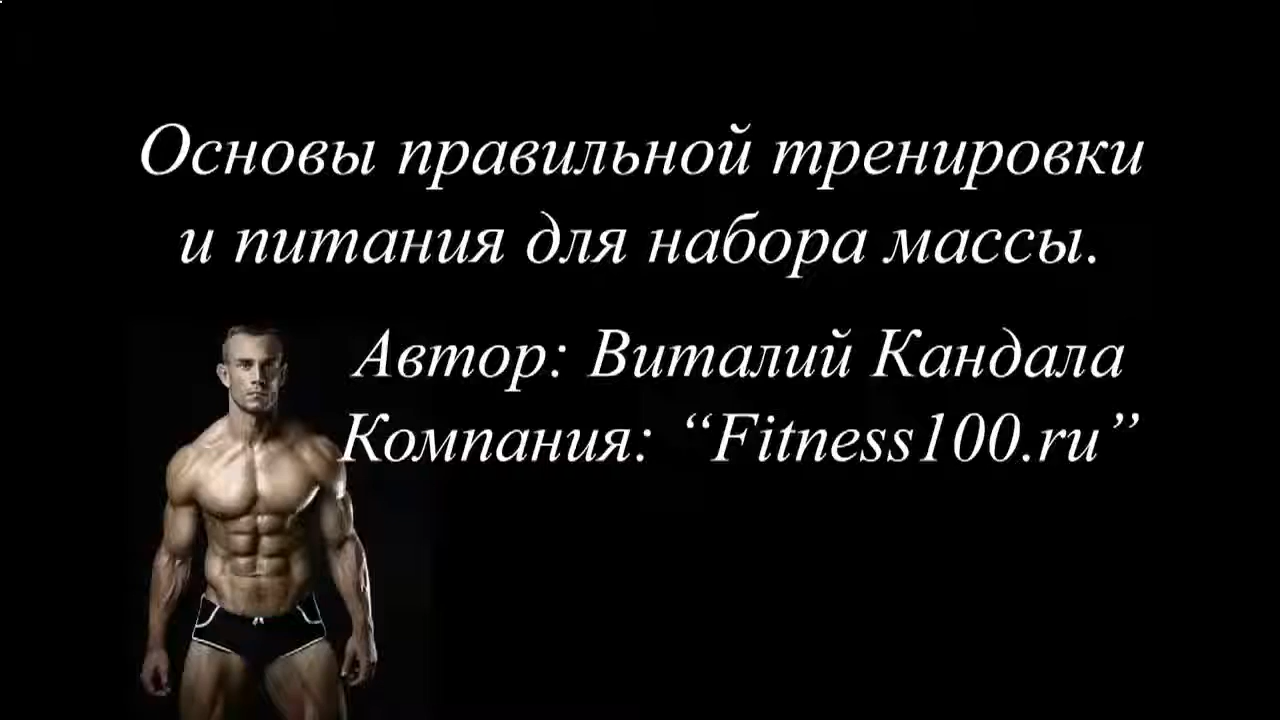 Основы правильной тренировки
и питания для набора массы.
Автор: Виталий Кандала
Компания: “Fitness100.ru”